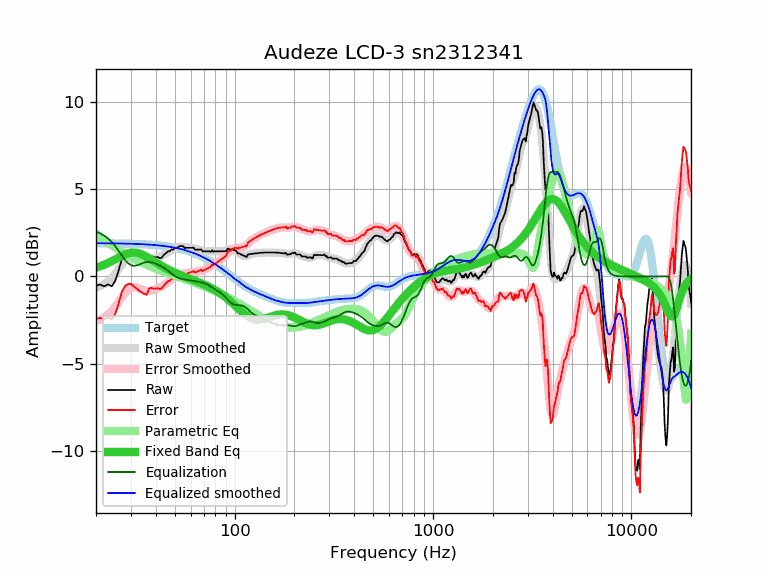 Audeze LCD-3 sn2312341
Amplitude (dBr)
10
5
0
−5
−10
Target
Raw Smoothed
Error Smoothed
Raw
Error
Parametric Eq
Fixed Band Eq
Equalization
Equalized smoothed
100
1000
10000
Frequency (Hz)